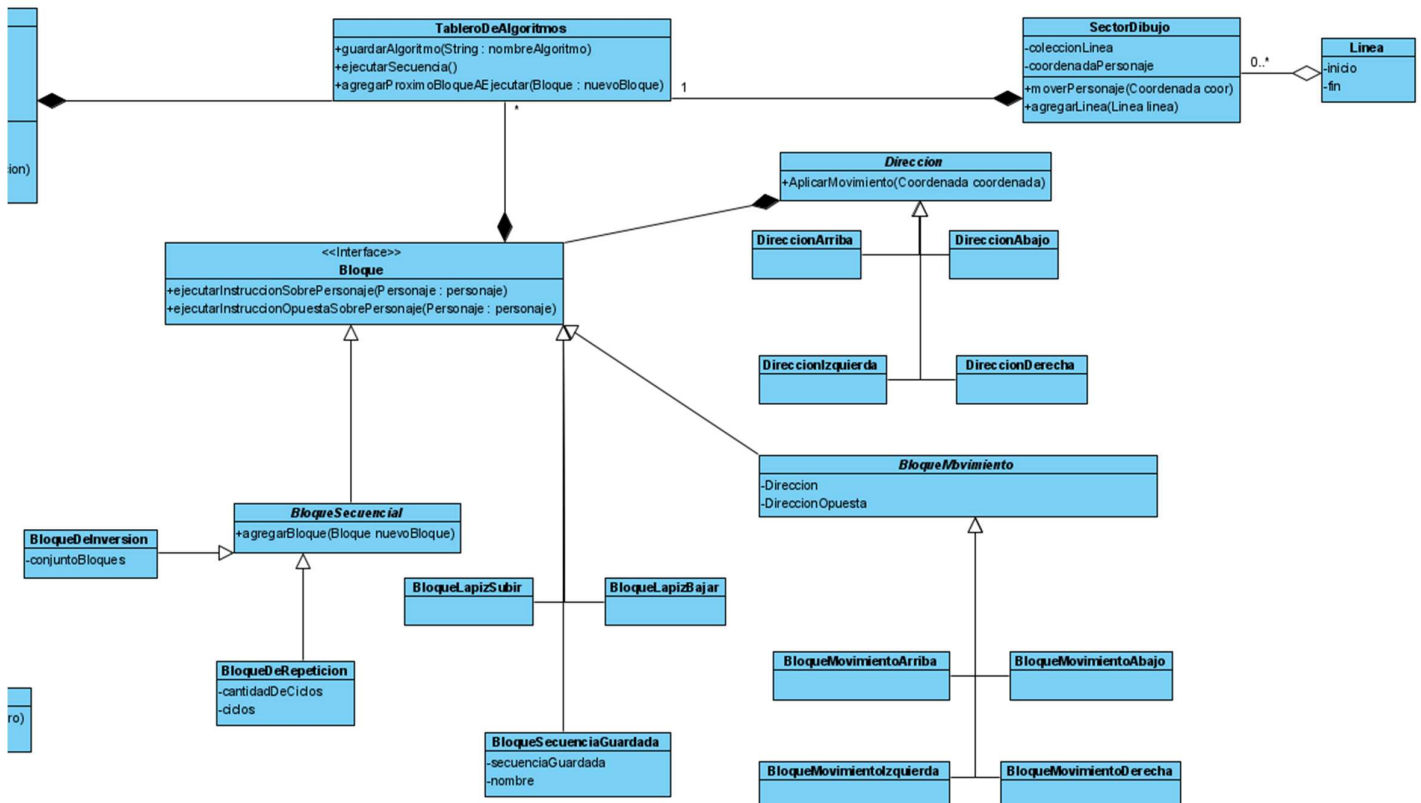 TableroDeAlgoritmos
+guardarAlgoritmo(String : nombreAlgoritmo)
+ejecutarSecuencia()
+agregarProximoBloqueAEjecutar(Bloque : nuevoBloque)
1
*
SectorDibujo
-coleccionLinea
-coordenadaPersonaje
+moverPersonaje(Coordenada coor)
+agregarLinea(Linea linea)
0..*
Linea
-inicio
-fin
cion)
Direccion
+AplicarMovimiento(Coordenada coordenada)
DireccionArriba
DireccionAbajo
DireccionIzquierda
DireccionDerecha
<<Interface>>
Bloque
+ejecutarInstruccionSobrePersonaje(Personaje : personaje)
+ejecutarInstruccionOpuestaSobrePersonaje(Personaje : personaje)
BloqueMovimiento
-Direccion
-DireccionOpuesta
BloqueSecuencial
+agregarBloque(Bloque nuevoBloque)
BloqueDeInversion
-conjuntoBloques
BloqueLapizSubir
BloqueLapizBajar
BloqueDeRepeticion
-cantidadDeCiclos
-ciclos
BloqueMovimientoArriba
BloqueMovimientoAbajo
ro)
BloqueSecuenciaGuardada
-secuenciaGuardada
-nombre
BloqueMovimientoIzquierda
BloqueMovimientoDerecha